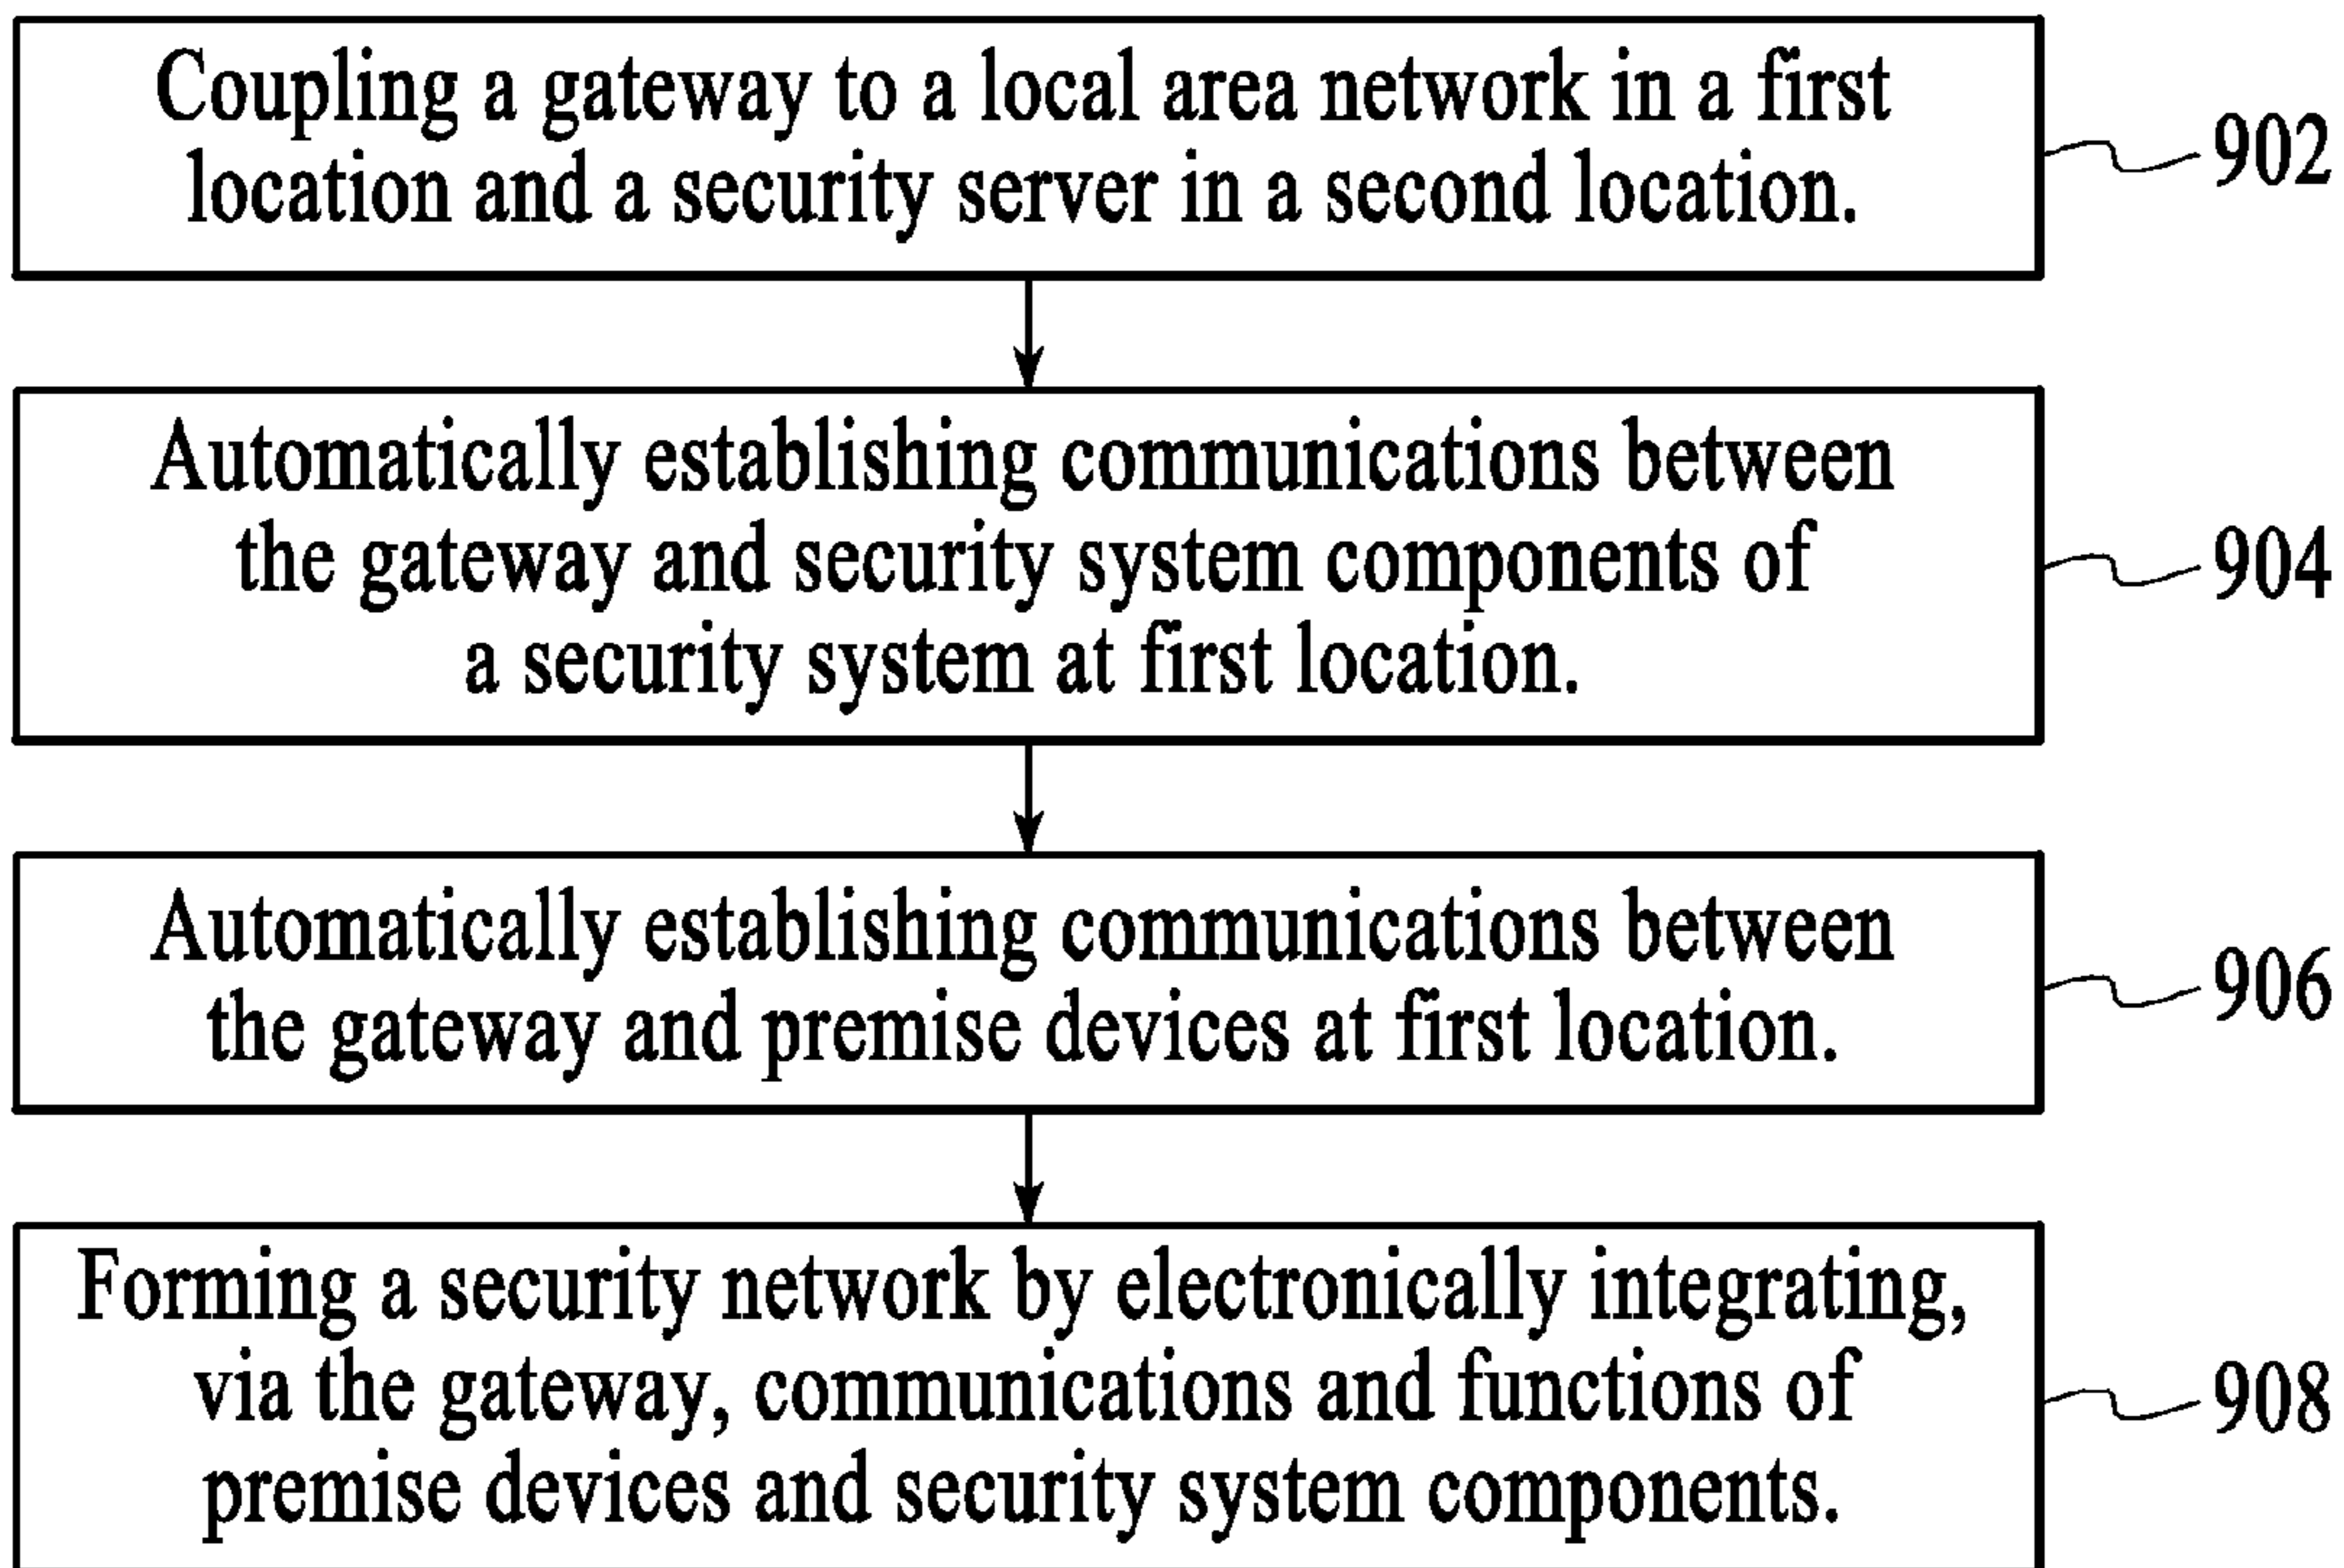 Coupling a gateway to a local area network in a first
location and a security server in a second location.
902
Automatically establishing communications between
the gateway and security system components of
a security system at first location.
904
Automatically establishing communications between
the gateway and premise devices at first location.
906
Forming a security network by electronically integrating,
via the gateway, communications and functions of
premise devices and security system components.
908